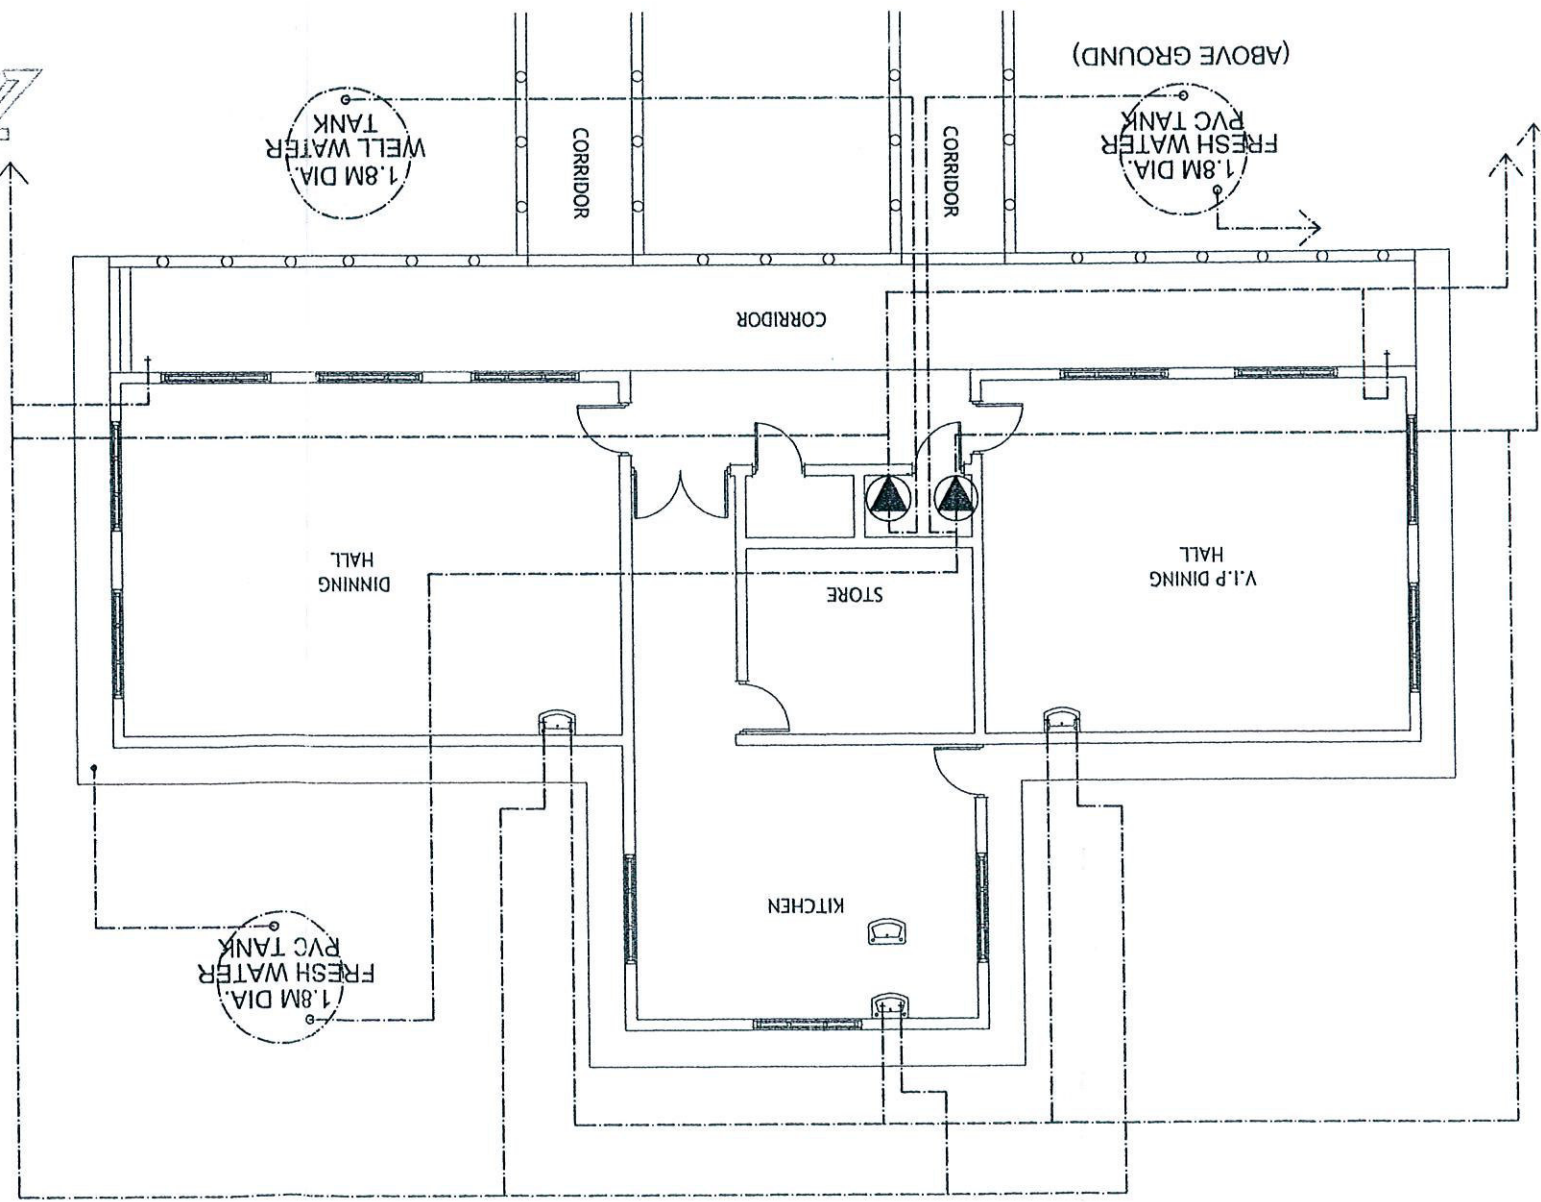 1.8M DIA.
FRESH WATER
PVC TANK
KITCHEN
V.I.P DINING
HALL
STORE
DINNING
HALL
CORRIDOR
1.8M DIA.
FRESH WATER
PVC TANK
(ABOVE GROUND)
CORRIDOR
CORRIDOR
1.8M DIA.
WELL WATER
TANK